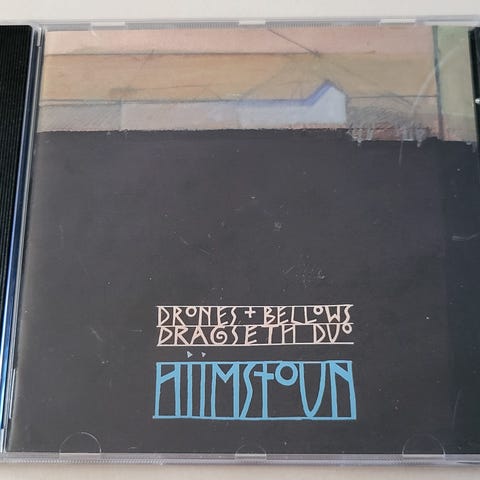 DRONES + BELLOWS
DRAGSETH DUO
HiiMSTOUN